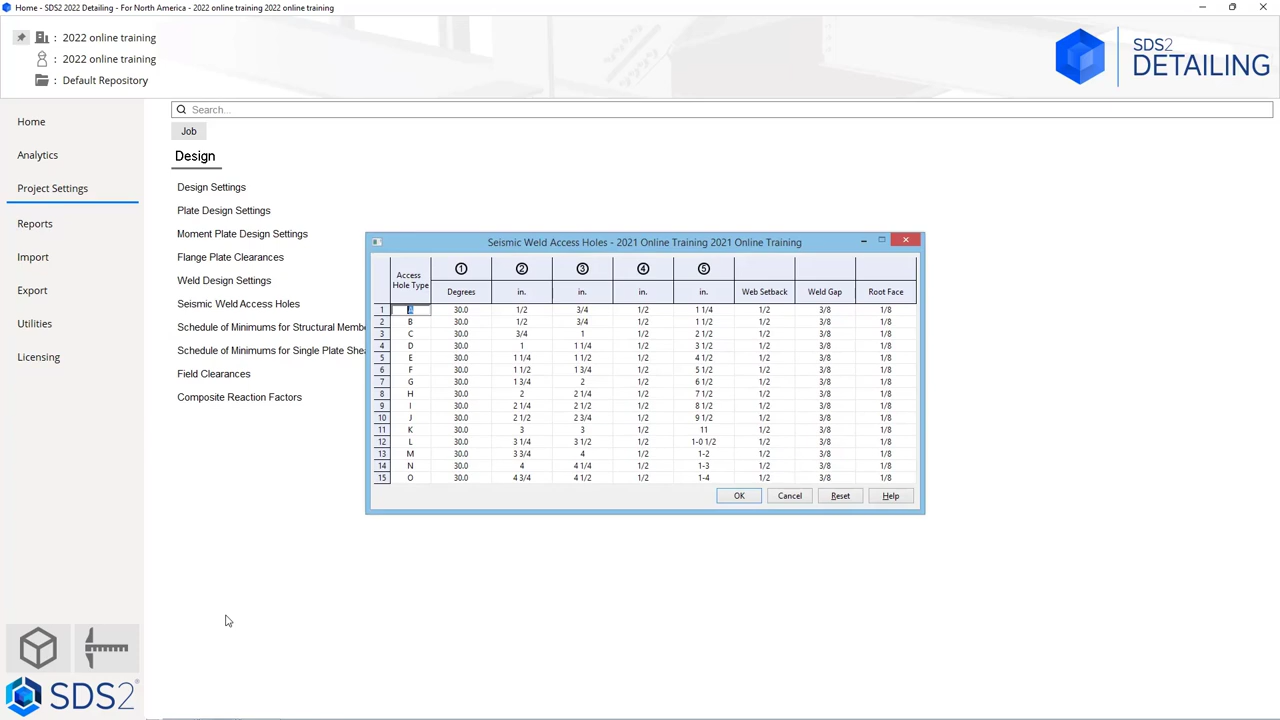 Home - SDS2 2022 Detailing - For North America - 2022 online training 2022 online training
: 2022 online training
: 2022 online training
: Default Repository
SDS2
DETAILING
Home
Analytics
Project Settings
Reports
Import
Export
Utilities
Licensing
Search...
Job
Design
Design Settings
Plate Design Settings
Moment Plate Design Settings
Flange Plate Clearances
Weld Design Settings
Seismic Weld Access Holes
Schedule of Minimums for Structural Membe
Schedule of Minimums for Single Plate Shea
Field Clearances
Composite Reaction Factors
Seismic Weld Access Holes - 2021 Online Training 2021 Online Training
Access Hole Type ① ② ③ ④ ⑤
Degrees in. in. in. in. Web Setback Weld Gap Root Face
1 A 30.0 1/2 3/4 1/2 1 1/4 1/2 3/8 1/8
2 B 30.0 1/2 3/4 1/2 1 1/2 1/2 3/8 1/8
3 C 30.0 3/4 1 1/2 2 1/2 1/2 3/8 1/8
4 D 30.0 1 1 1/4 1/2 3 1/2 1/2 3/8 1/8
5 E 30.0 1 1/4 1 1/2 1/2 4 1/2 1/2 3/8 1/8
6 F 30.0 1 1/2 1 3/4 1/2 5 1/2 1/2 3/8 1/8
7 G 30.0 1 3/4 2 1/2 6 1/2 1/2 3/8 1/8
8 H 30.0 2 2 1/4 1/2 7 1/2 1/2 3/8 1/8
9 I 30.0 2 1/4 2 1/2 1/2 8 1/2 1/2 3/8 1/8
10 J 30.0 2 1/2 2 3/4 1/2 9 1/2 1/2 3/8 1/8
11 K 30.0 3 3 1/2 11 1/2 3/8 1/8
12 L 30.0 3 1/4 3 1/2 1/2 1-0 1/2 1/2 3/8 1/8
13 M 30.0 3 3/4 4 1/2 1-2 1/2 3/8 1/8
14 N 30.0 4 4 1/4 1/2 1-3 1/2 3/8 1/8
15 O 30.0 4 3/4 4 1/2 1/2 1-4 1/2 3/8 1/8
OK Cancel Reset Help
SDS2